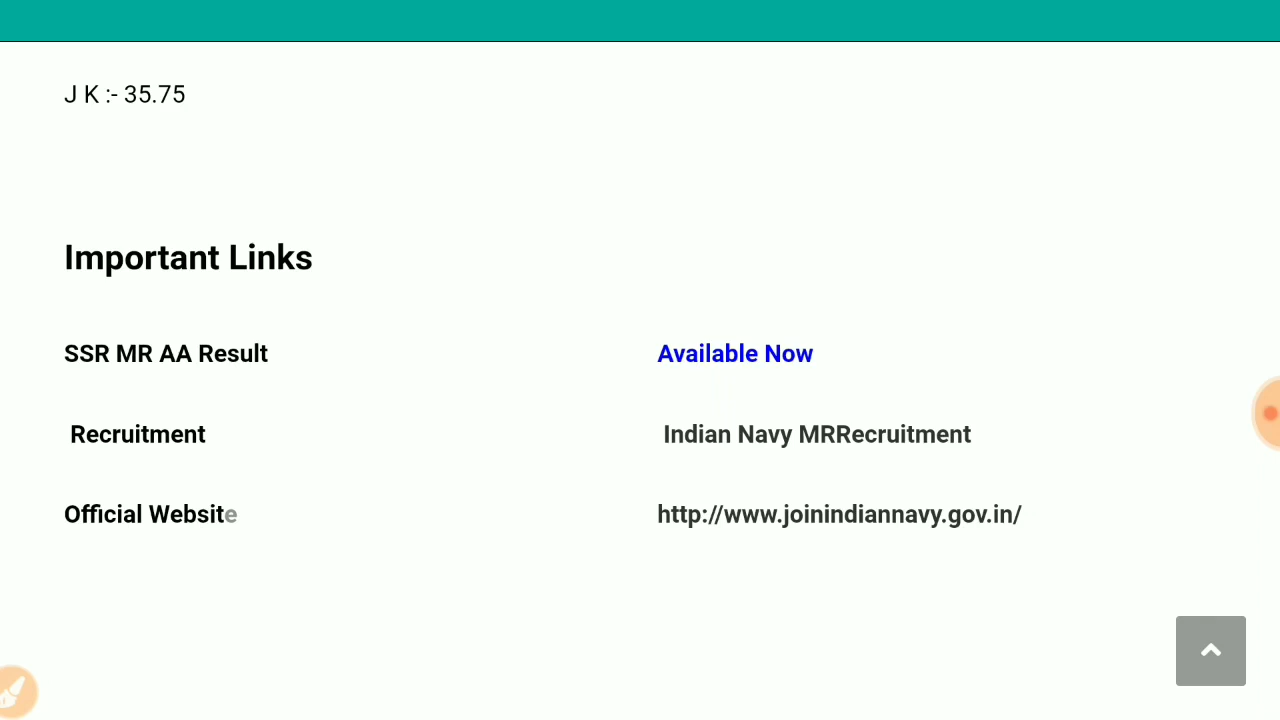 J K :- 35.75
Important Links
SSR MR AA Result Available Now
Recruitment Indian Navy MRRecruitment
Official Website http://www.joinindiannavy.gov.in/